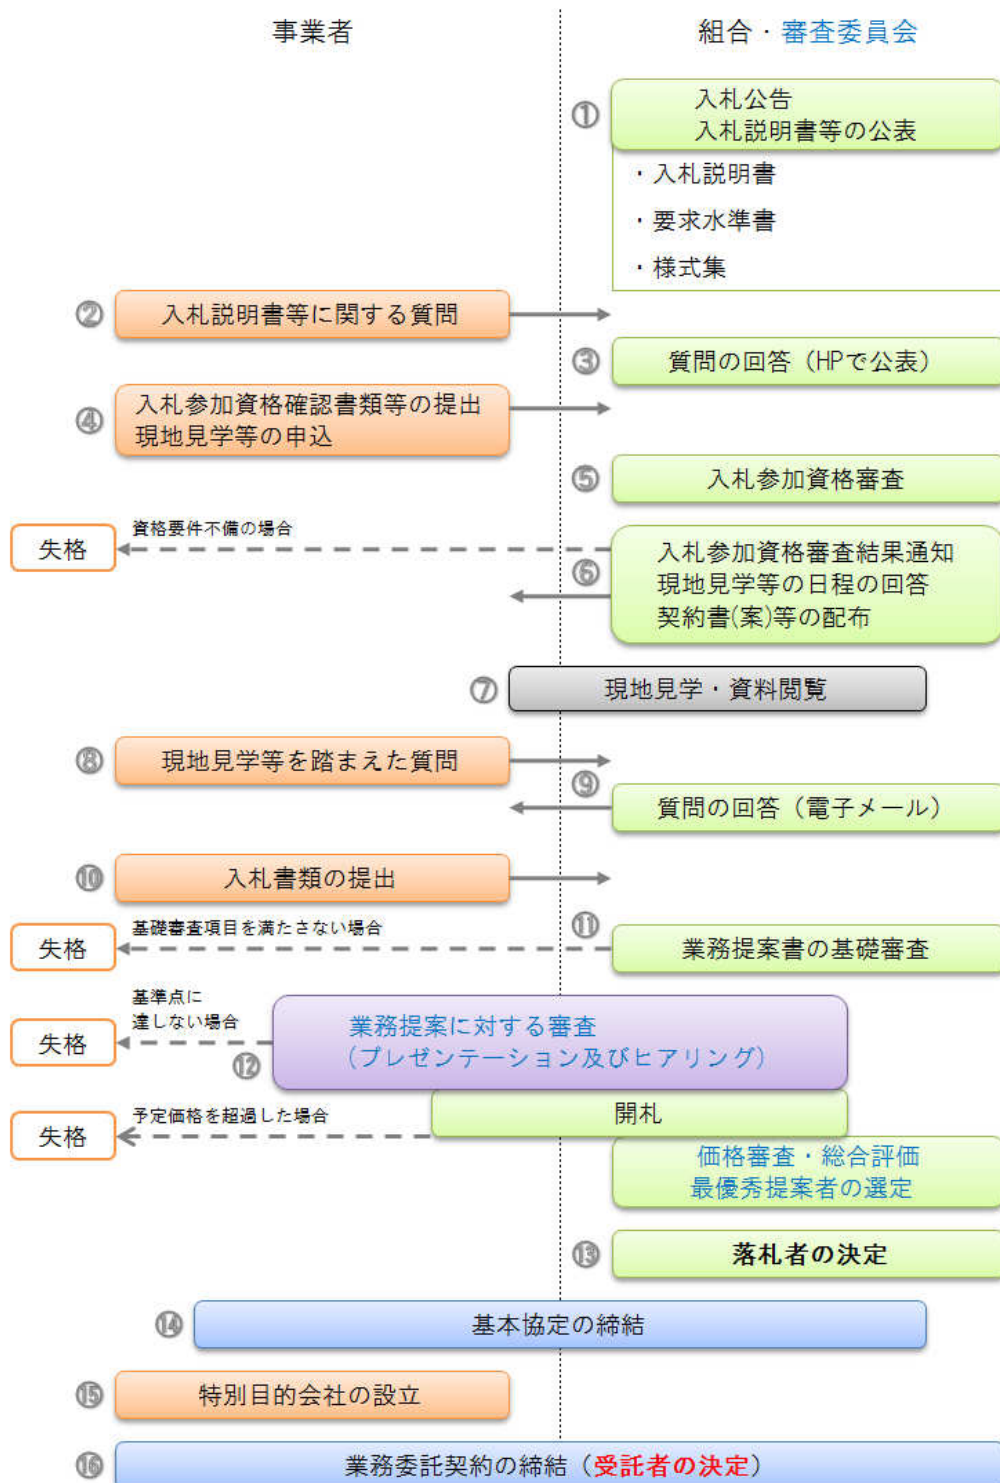 事業者
組合・審査委員会
①
入札公告
入札説明書等の公表
・入札説明書
・要求水準書
・様式集
②
入札説明書等に関する質問
③
質問の回答（HPで公表）
④
入札参加資格確認書類等の提出
現地見学等の申込
⑤
入札参加資格審査
失格
資格要件不備の場合
⑥
入札参加資格審査結果通知
現地見学等の日程の回答
契約書(案)等の配布
⑦
現地見学・資料閲覧
⑧
現地見学等を踏まえた質問
⑨
質問の回答（電子メール）
⑩
入札書類の提出
失格
基礎審査項目を満たさない場合
⑪
業務提案書の基礎審査
失格
基準点に
達しない場合
⑫
業務提案に対する審査
（プレゼンテーション及びヒアリング）
失格
予定価格を超過した場合
開札
価格審査・総合評価
最優秀提案者の選定
⑬
落札者の決定
⑭
基本協定の締結
⑮
特別目的会社の設立
⑯
業務委託契約の締結（受託者の決定）